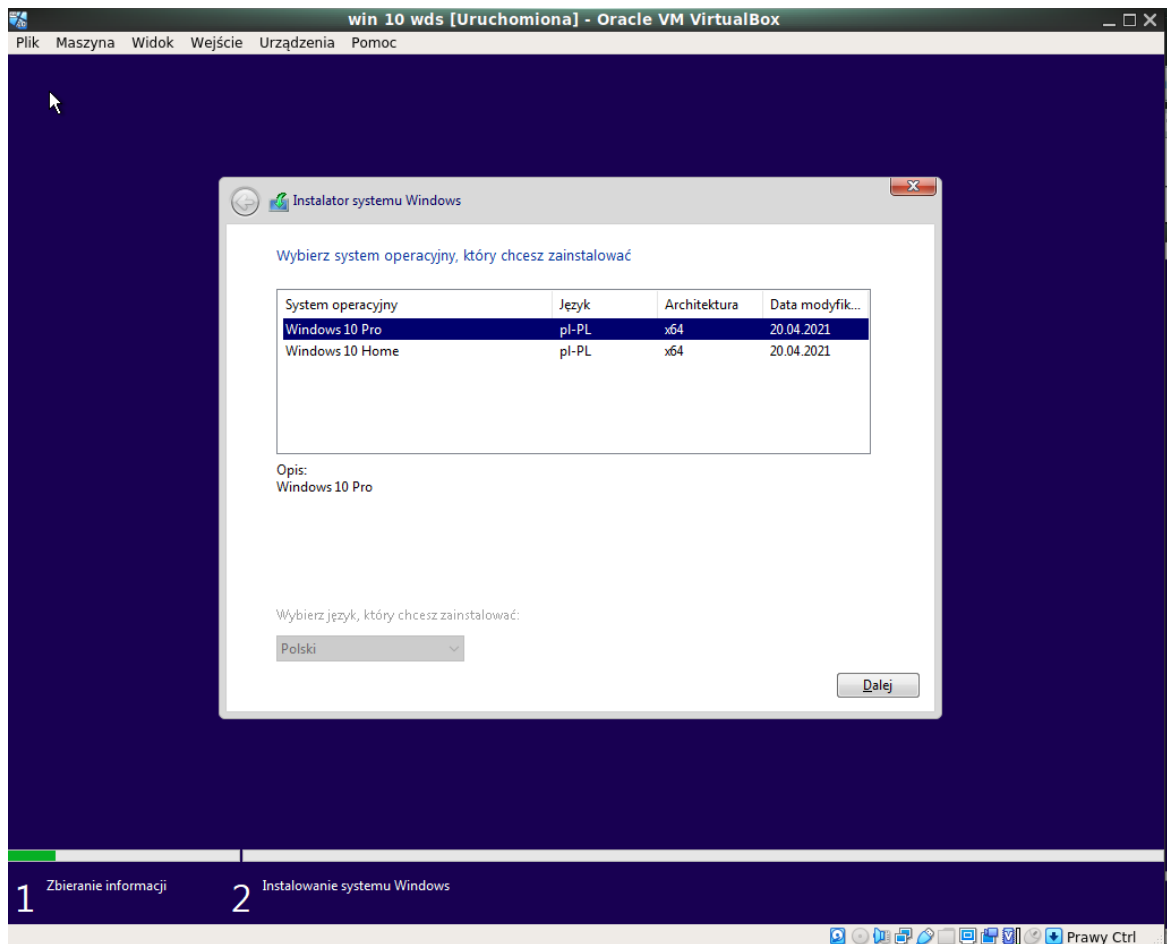 win 10 wds [Uruchomiona] - Oracle VM VirtualBox
Plik Maszyna Widok Wejście Urządzenia Pomoc
Instalator systemu Windows
Wybierz system operacyjny, który chcesz zainstalować
System operacyjny Język Architektura Data modyfik...
Windows 10 Pro pl-PL x64 20.04.2021
Windows 10 Home pl-PL x64 20.04.2021
Opis:
Windows 10 Pro
Wybierz język, który chcesz zainstalować:
Polski
Dalej
1 Zbieranie informacji 2 Instalowanie systemu Windows
Prawy Ctrl